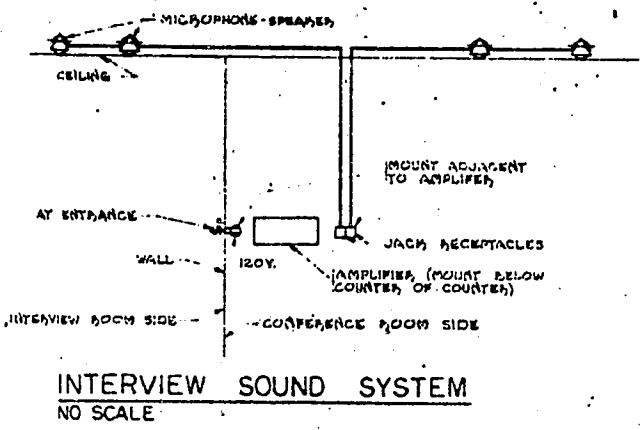 MICROPHONE-SPEAKER
CEILING
MOUNT ADJACENT
TO AMPLIFER
AT ENTRANCE
JACK RECEPTACLES
WALL
120V.
AMPLIFIER (MOUNT BELOW
COUNTER OF COUNTER)
INTERVIEW ROOM SIDE
CONFERENCE ROOM SIDE
INTERVIEW SOUND SYSTEM
NO SCALE